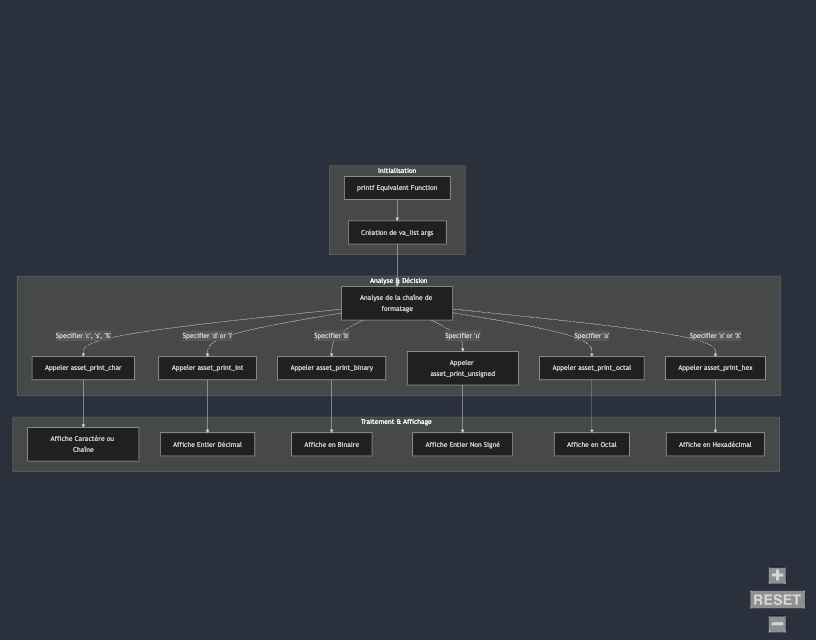 Initialisation
printf Equivalent Function
Création de va_list args
Analyse & Décision
Analyse de la chaîne de
formatage
Specifier 'c', 's', '%'
Specifier 'd' or 'i'
Specifier 'b'
Specifier 'u'
Specifier 'o'
Specifier 'x' or 'X'
Appeler asset_print_char
Appeler asset_print_int
Appeler asset_print_binary
Appeler
asset_print_unsigned
Appeler asset_print_octal
Appeler asset_print_hex
Traitement & Affichage
Affiche Caractère ou
Chaîne
Affiche Entier Décimal
Affiche en Binaire
Affiche Entier Non Signé
Affiche en Octal
Affiche en Hexadécimal
+
RESET
−